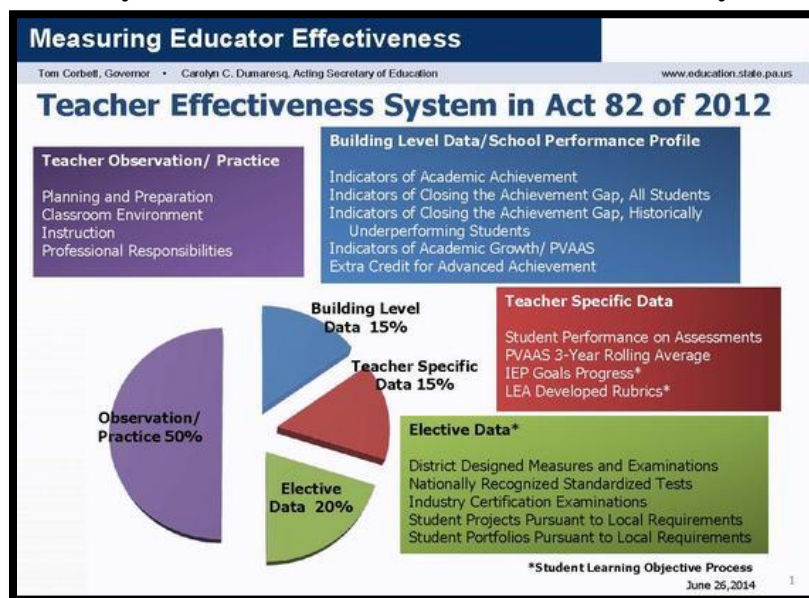 Measuring Educator Effectiveness
Tom Corbett, Governor • Carolyn C. Dumaresq, Acting Secretary of Education www.education.state.pa.us
Teacher Effectiveness System in Act 82 of 2012
Teacher Observation/ Practice
Planning and Preparation
Classroom Environment
Instruction
Professional Responsibilities
Building Level Data/School Performance Profile
Indicators of Academic Achievement
Indicators of Closing the Achievement Gap, All Students
Indicators of Closing the Achievement Gap, Historically
Underperforming Students
Indicators of Academic Growth/ PVAAS
Extra Credit for Advanced Achievement
Building Level
Data 15%
Teacher Specific
Data 15%
Observation/
Practice 50%
Elective
Data 20%
Teacher Specific Data
Student Performance on Assessments
PVAAS 3-Year Rolling Average
IEP Goals Progress*
LEA Developed Rubrics*
Elective Data*
District Designed Measures and Examinations
Nationally Recognized Standardized Tests
Industry Certification Examinations
Student Projects Pursuant to Local Requirements
Student Portfolios Pursuant to Local Requirements
*Student Learning Objective Process
June 26,2014
1